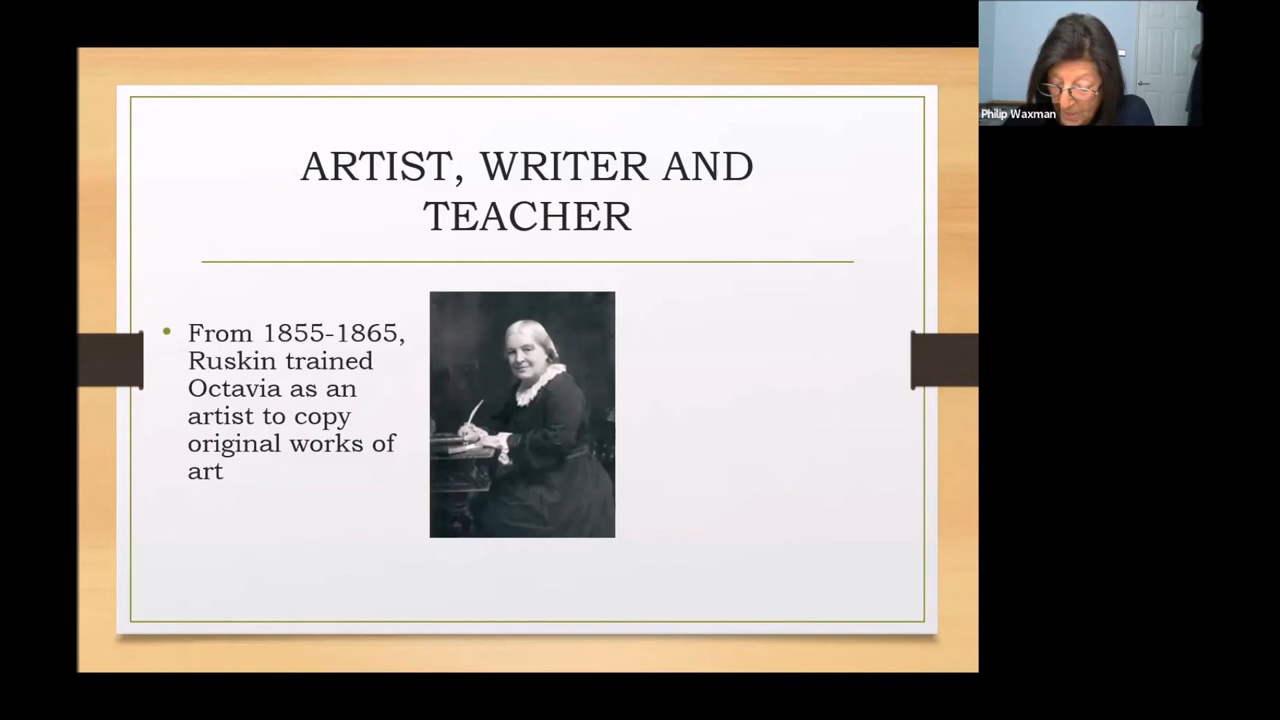 ARTIST, WRITER AND
TEACHER
• From 1855-1865,
Ruskin trained
Octavia as an
artist to copy
original works of
art
Philip Waxman